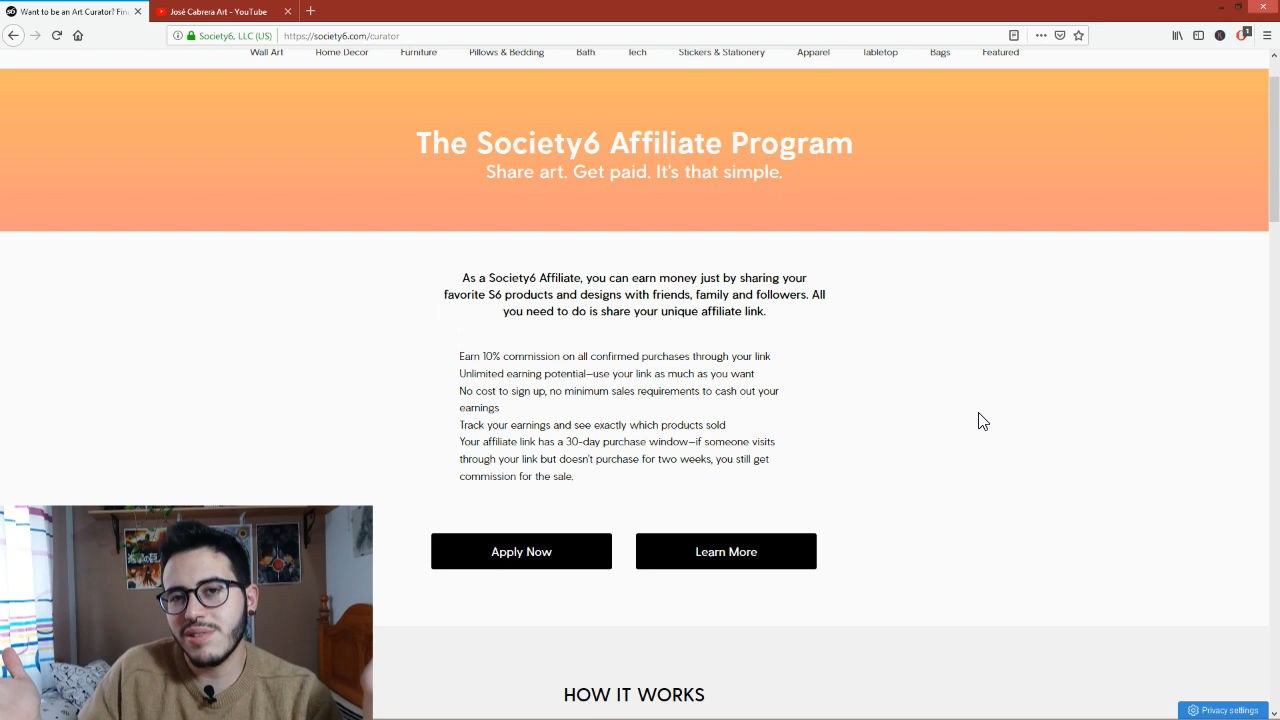 Want to be an Art Curator? Fin
José Cabrera Art - YouTube
Society6, LLC (US)
https://society6.com/curator
1
Wall Art
Home Decor
Furniture
Pillows & Bedding
Bath
Tech
Stickers & Stationery
Apparel
Tabletop
Bags
Featured
The Society6 Affiliate Program
Share art. Get paid. It's that simple.
As a Society6 Affiliate, you can earn money just by sharing your
favorite S6 products and designs with friends, family and followers. All
you need to do is share your unique affiliate link.
Earn 10% commission on all confirmed purchases through your link
Unlimited earning potential—use your link as much as you want
No cost to sign up, no minimum sales requirements to cash out your
earnings
Track your earnings and see exactly which products sold
Your affiliate link has a 30-day purchase window—if someone visits
through your link but doesn't purchase for two weeks, you still get
commission for the sale.
Apply Now
Learn More
HOW IT WORKS
Privacy settings